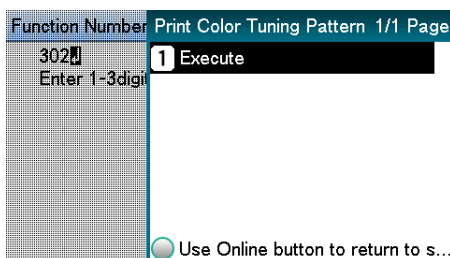 Function Number
302
Enter 1-3digi
Print Color Tuning Pattern 1/1 Page
1 Execute
Use Online button to return to s...